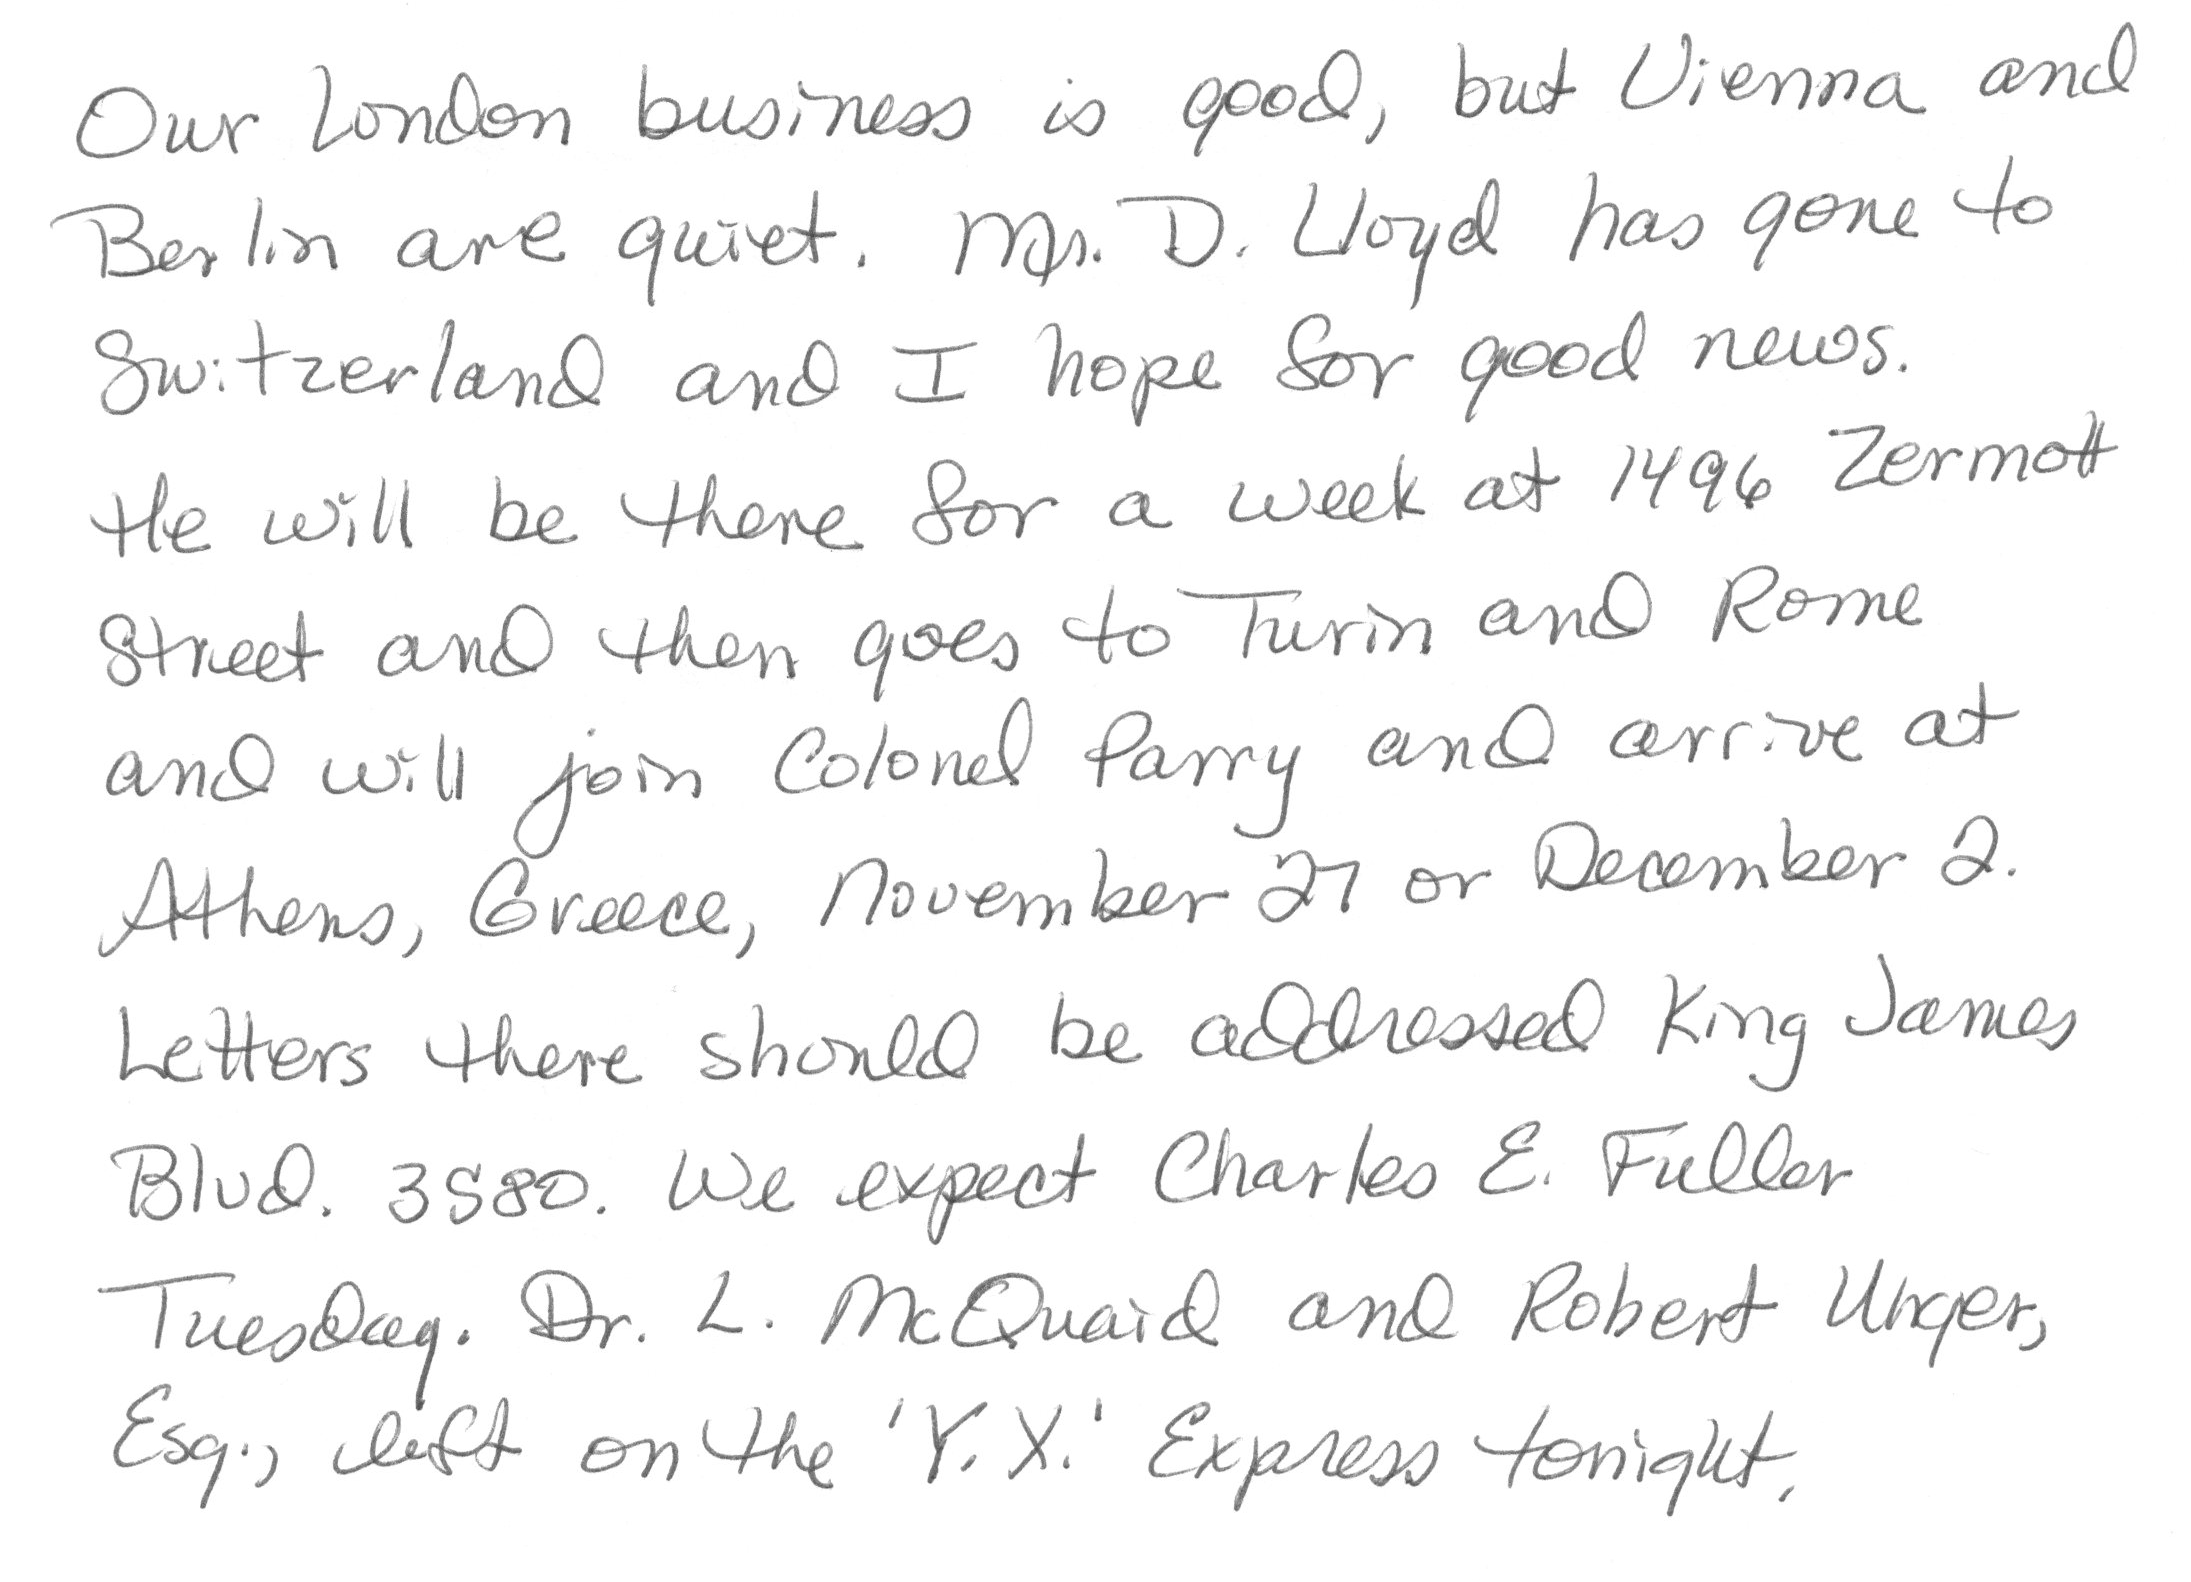 Our London business is good, but Vienna and
Berlin are quiet. Mr. D. Lloyd has gone to
Switzerland and I hope for good news.
He will be there for a week at 1496 Zermott
Street and then goes to Turin and Rome
and will join Colonel Parry and arrive at
Athens, Greece, November 27 or December 2.
Letters there should be addressed King James
Blvd. 3580. We expect Charles E. Fuller
Tuesday. Dr. L. McQuaid and Robert Unger,
Esq., left on the 'Y.X.' Express tonight.